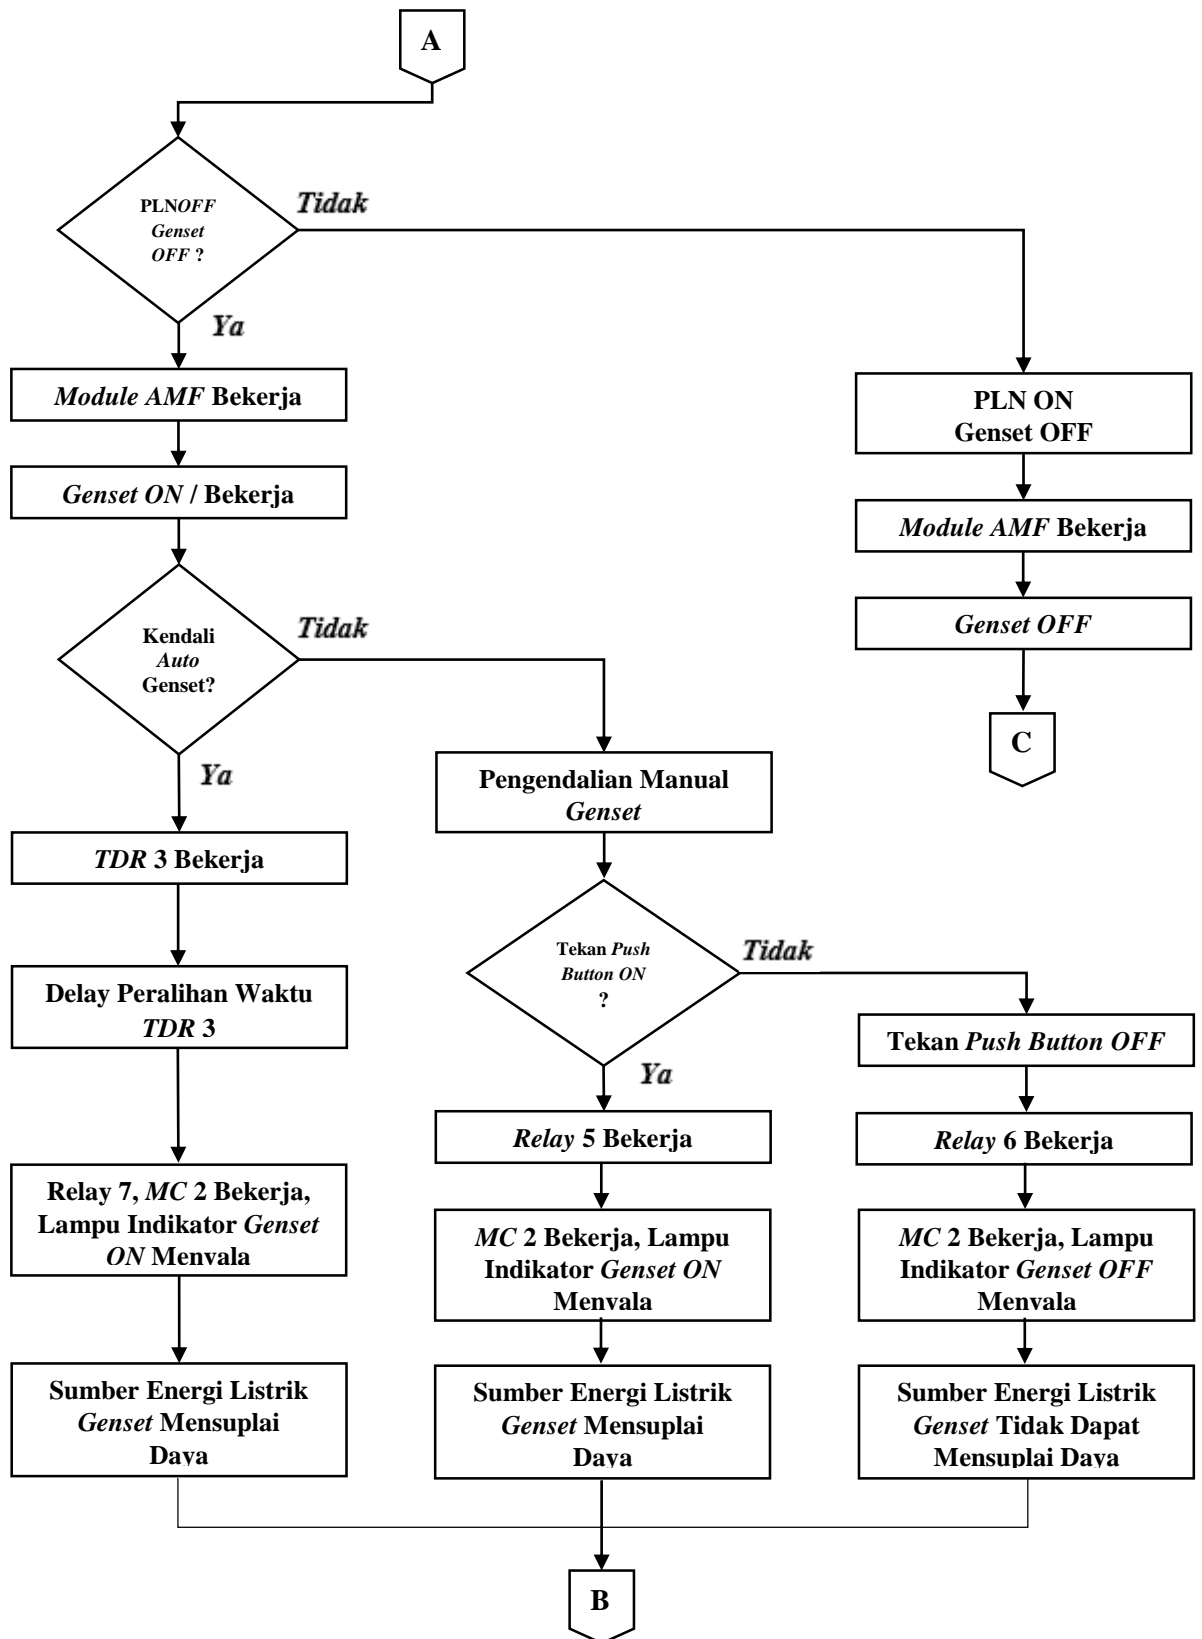 A
PLNOFF
Genset
OFF ?
Tidak
Ya
Module AMF Bekerja
Genset ON / Bekerja
PLN ON
Genset OFF
Module AMF Bekerja
Genset OFF
C
Kendali
Auto
Genset?
Tidak
Ya
TDR 3 Bekerja
Delay Peralihan Waktu
TDR 3
Relay 7, MC 2 Bekerja,
Lampu Indikator Genset
ON Menyala
Sumber Energi Listrik
Genset Mensuplai
Daya
Pengendalian Manual
Genset
Tekan Push
Button ON
?
Tidak
Ya
Relay 5 Bekerja
MC 2 Bekerja, Lampu
Indikator Genset ON
Menyala
Sumber Energi Listrik
Genset Mensuplai
Daya
Tekan Push Button OFF
Relay 6 Bekerja
MC 2 Bekerja, Lampu
Indikator Genset OFF
Menyala
Sumber Energi Listrik
Genset Tidak Dapat
Mensuplai Daya
B